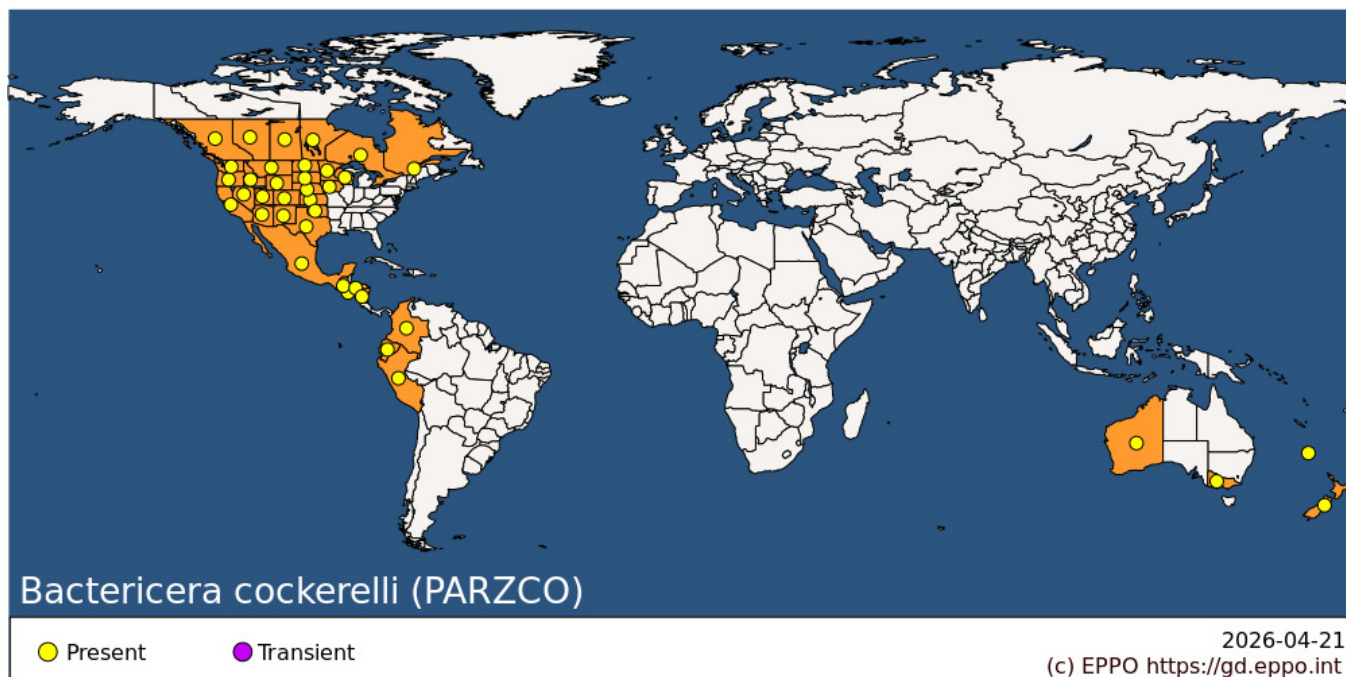 Bactericera cockerelli (PARZCO)
Present
Transient
2026-04-21
(c) EPPO https://gd.eppo.int